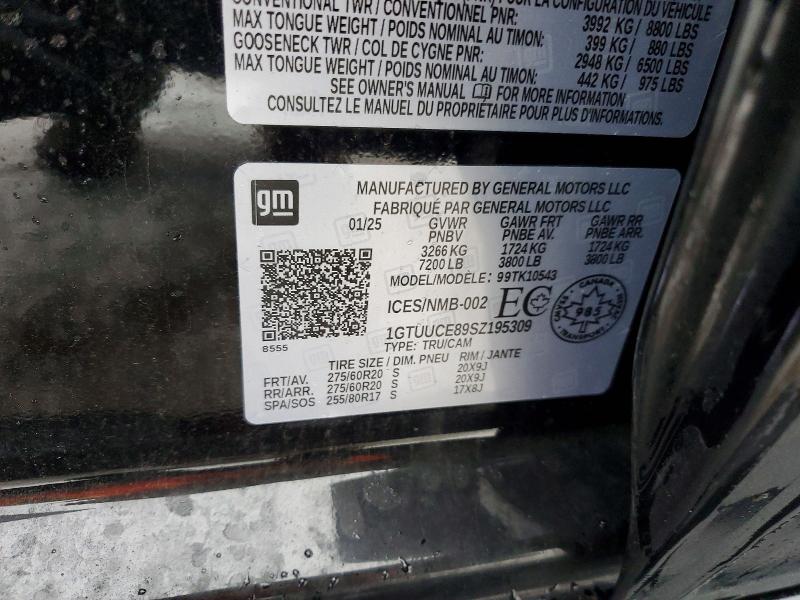 CONVENTIONAL TWR / CONVENTIONNEL PNR: 3992 KG / 8800 LBS
MAX TONGUE WEIGHT / POIDS NOMINAL AU TIMON: 399 KG / 880 LBS
GOOSENECK TWR / COL DE CYGNE PNR: 2948 KG / 6500 LBS
MAX TONGUE WEIGHT / POIDS NOMINAL AU TIMON: 442 KG / 975 LBS
SEE OWNER'S MANUAL FOR MORE INFORMATION
CONSULTEZ LE MANUEL DU PROPRIÉTAIRE POUR PLUS D'INFORMATIONS.
gm
MANUFACTURED BY GENERAL MOTORS LLC
FABRIQUÉ PAR GENERAL MOTORS LLC
01/25 GVWR GAWR FRT GAWR RR
PNBV PNBE AV. PNBE ARR.
3266 KG 1724 KG 1724 KG
7200 LB 3800 LB 3800 LB
MODEL/MODÈLE: 99TK10543
ICES/NMB-002 EC
CANADA
985
TRANSPORT
1GTUUCE89SZ195309
8555
TYPE: TRU/CAM
TIRE SIZE / DIM. PNEU RIM / JANTE
FRT/AV. 275/60R20 S 20X9J
RR/ARR. 275/60R20 S 20X9J
SPA/SOS 255/80R17 S 17X8J